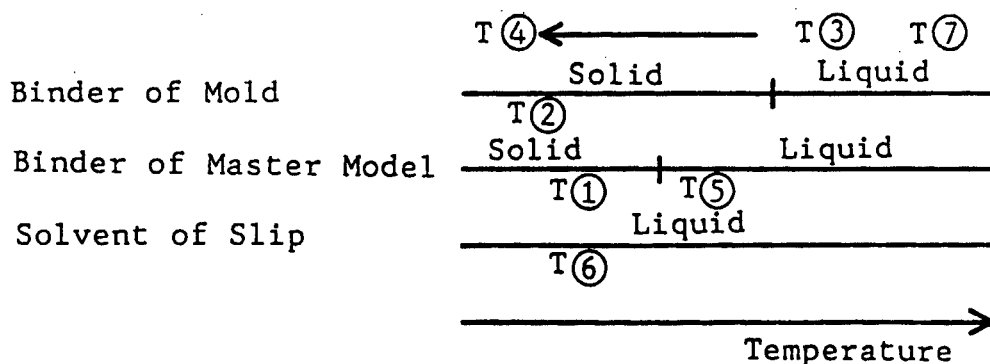 T④ T③ T⑦
Solid Liquid
Binder of Mold
T②
Solid Liquid
Binder of Master Model
T① T⑤
Liquid
Solvent of Slip
T⑥
Temperature